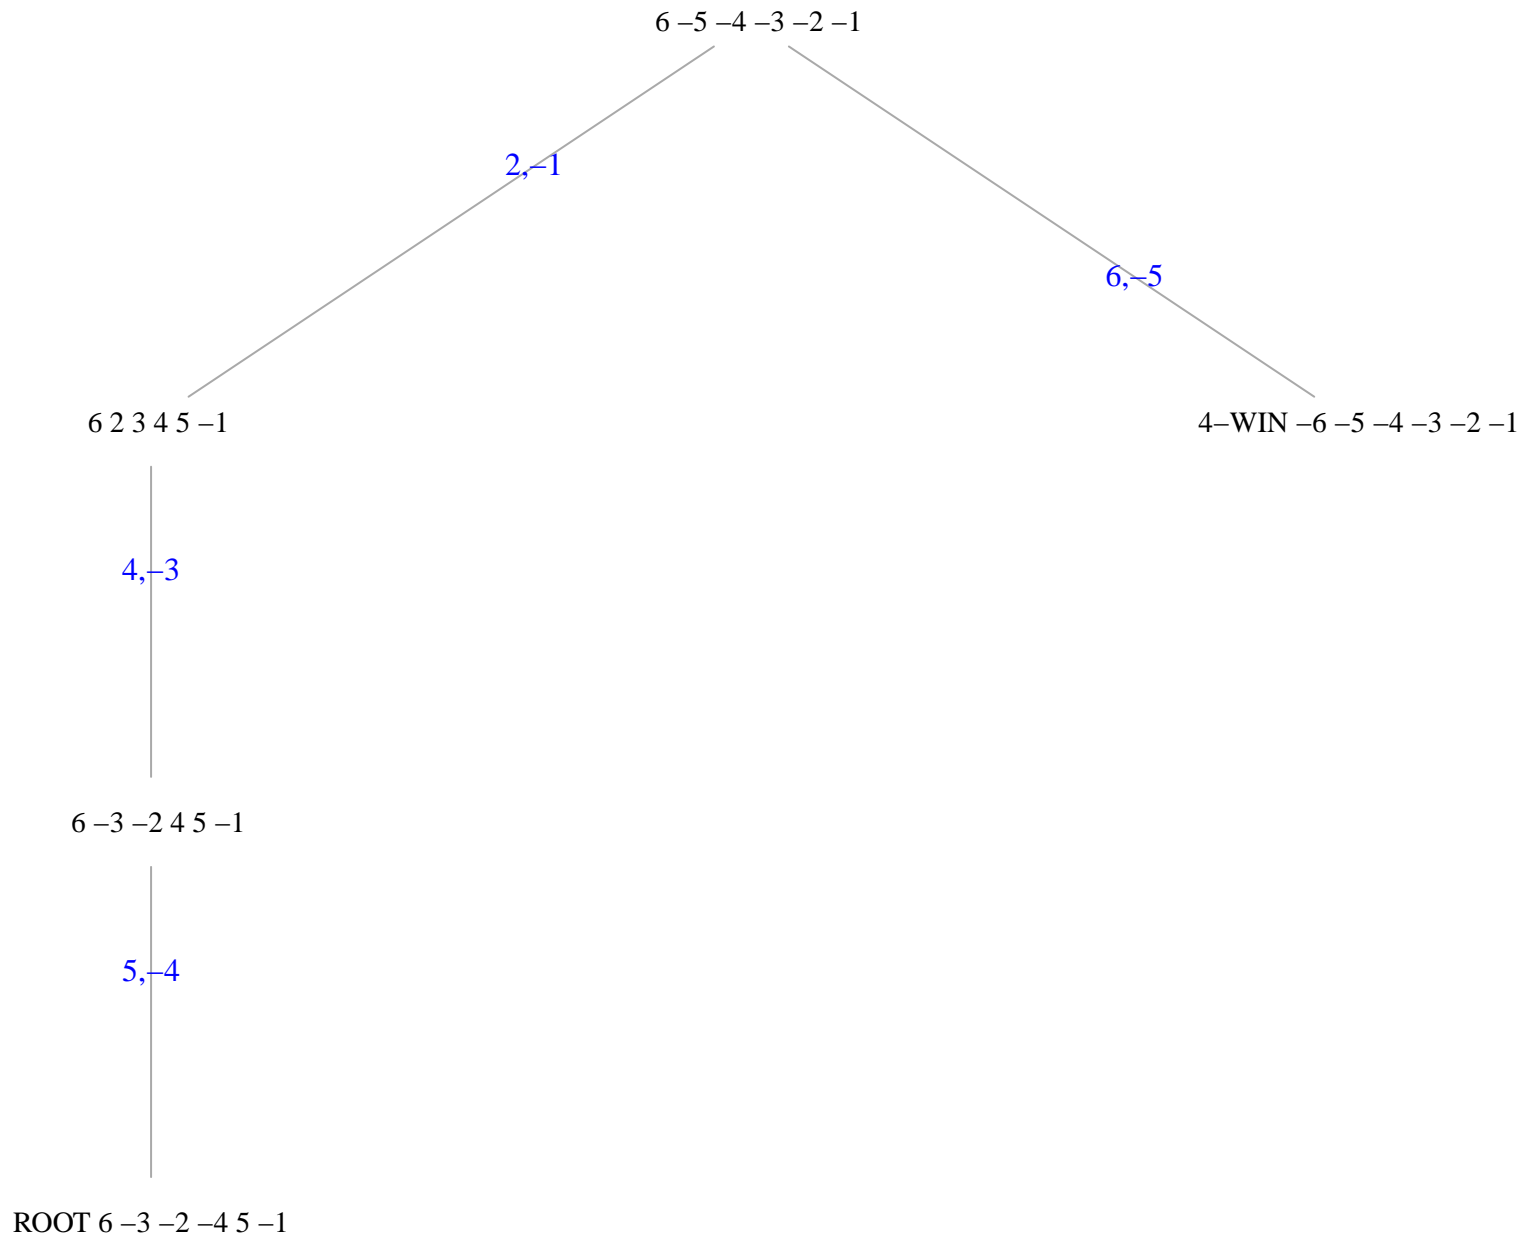 6 –5 –4 –3 –2 –1
2,–1
6,–5
6 2 3 4 5 –1
4–WIN –6 –5 –4 –3 –2 –1
4,–3
6 –3 –2 4 5 –1
5,–4
ROOT 6 –3 –2 –4 5 –1